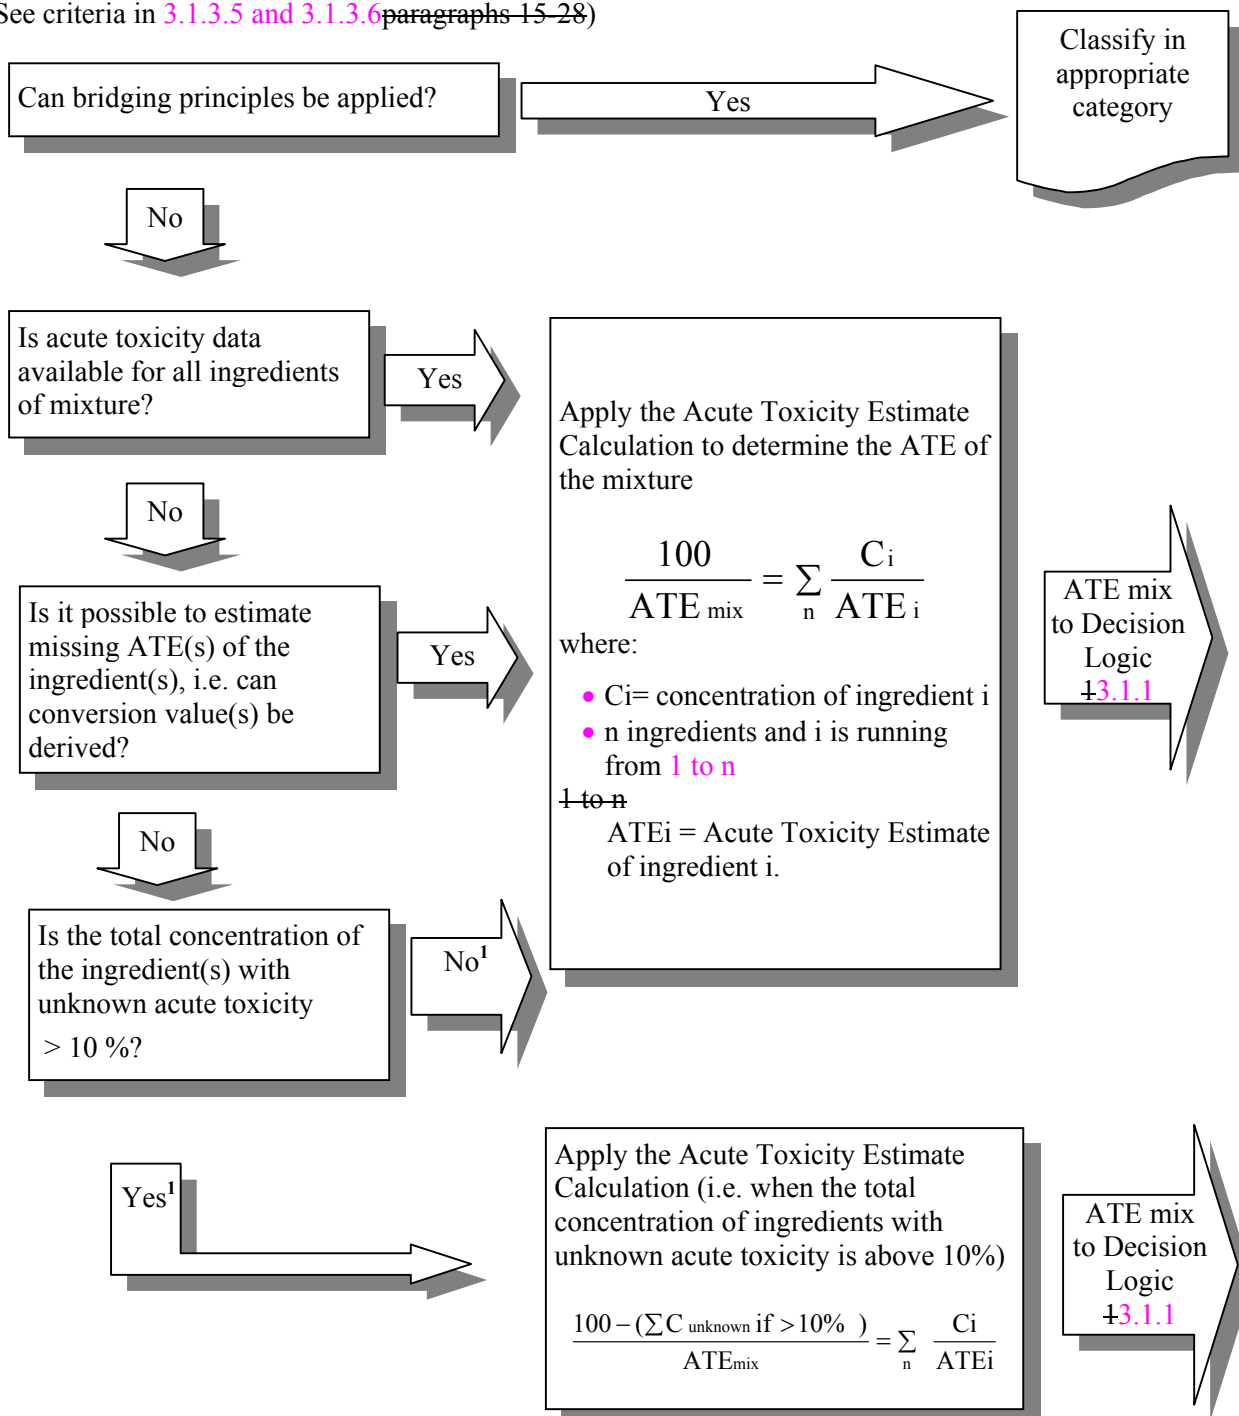 See criteria in 3.1.3.5 and 3.1.3.6paragraphs 15-28)
Can bridging principles be applied?
Yes
Classify in
appropriate
category
No
Is acute toxicity data
available for all ingredients
of mixture?
Yes
No
Is it possible to estimate
missing ATE(s) of the
ingredient(s), i.e. can
conversion value(s) be
derived?
Yes
No
Is the total concentration of
the ingredient(s) with
unknown acute toxicity
> 10 %?
No¹
Apply the Acute Toxicity Estimate
Calculation to determine the ATE of
the mixture
100 / ATE mix = ∑ n C i / ATE i
where:
• Ci= concentration of ingredient i
• n ingredients and i is running
from 1 to n
1 to n
ATEi = Acute Toxicity Estimate
of ingredient i.
ATE mix
to Decision
Logic
13.1.1
Yes¹
Apply the Acute Toxicity Estimate
Calculation (i.e. when the total
concentration of ingredients with
unknown acute toxicity is above 10%)
100 – (∑C unknown if > 10% ) / ATEmix = ∑ n Ci / ATEi
ATE mix
to Decision
Logic
13.1.1